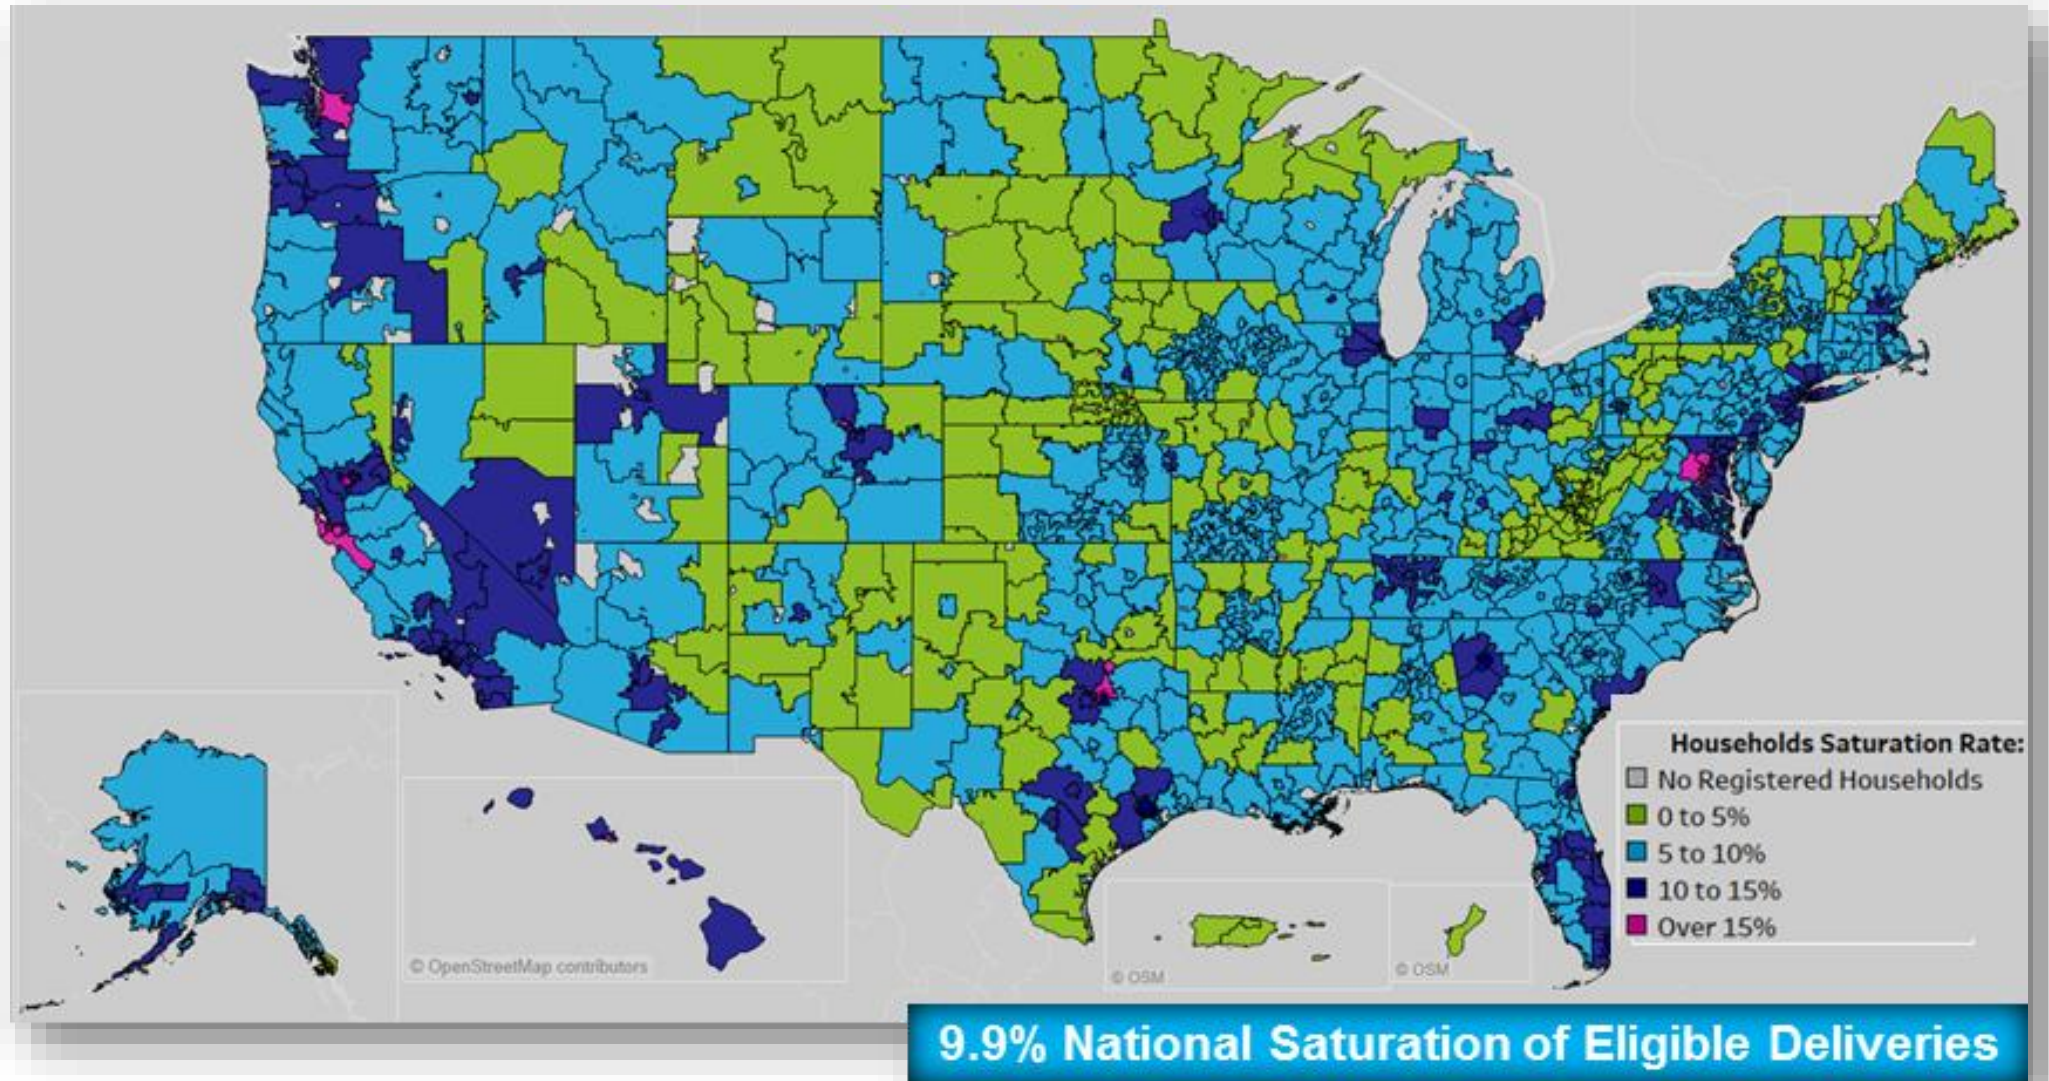 Households Saturation Rate:
No Registered Households
0 to 5%
5 to 10%
10 to 15%
Over 15%
© OpenStreetMap contributors
© OSM
© OSM
9.9% National Saturation of Eligible Deliveries